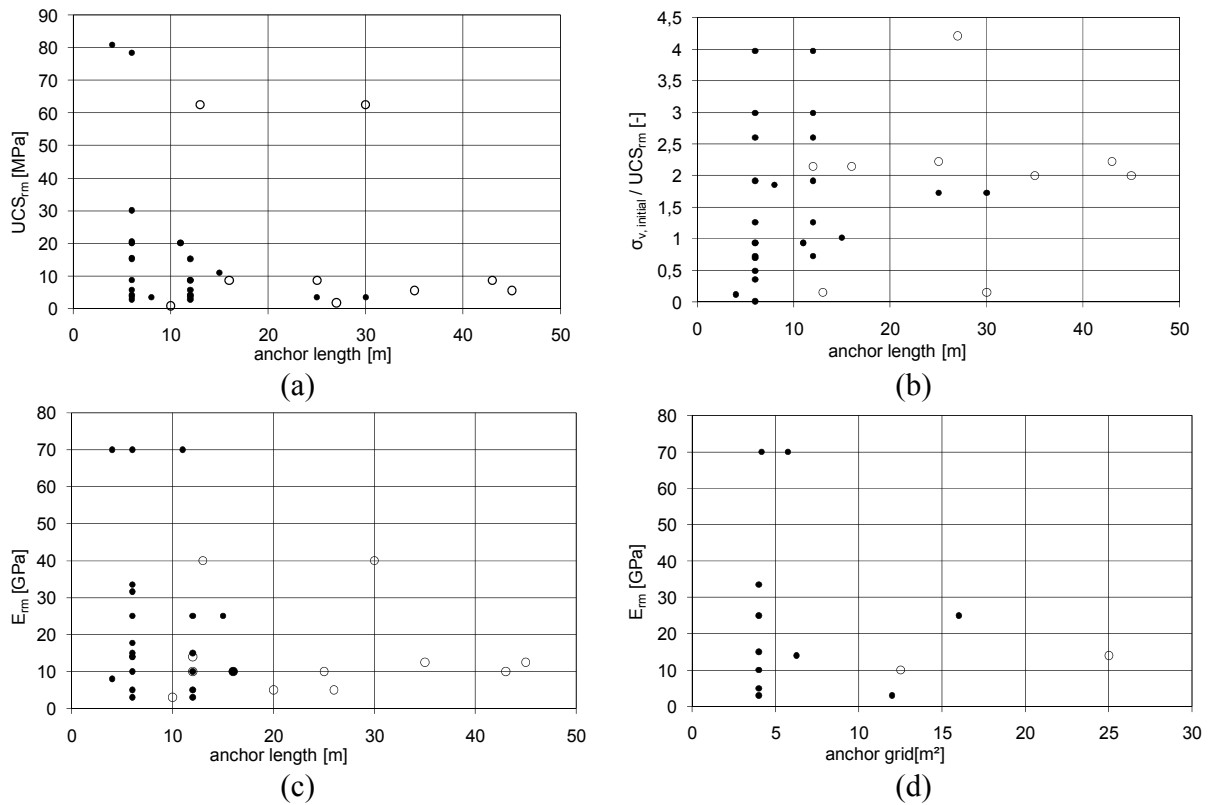 90
80
70
60
50
40
30
20
10
0
UCSrm [MPa]
0 10 20 30 40 50
anchor length [m]
(a)
4,5
4
3,5
3
2,5
2
1,5
1
0,5
0
σv, initial / UCSrm [-]
0 10 20 30 40 50
anchor length [m]
(b)
80
70
60
50
40
30
20
10
0
Erm [GPa]
0 10 20 30 40 50
anchor length [m]
(c)
80
70
60
50
40
30
20
10
0
Erm [GPa]
0 5 10 15 20 25 30
anchor grid[m²]
(d)